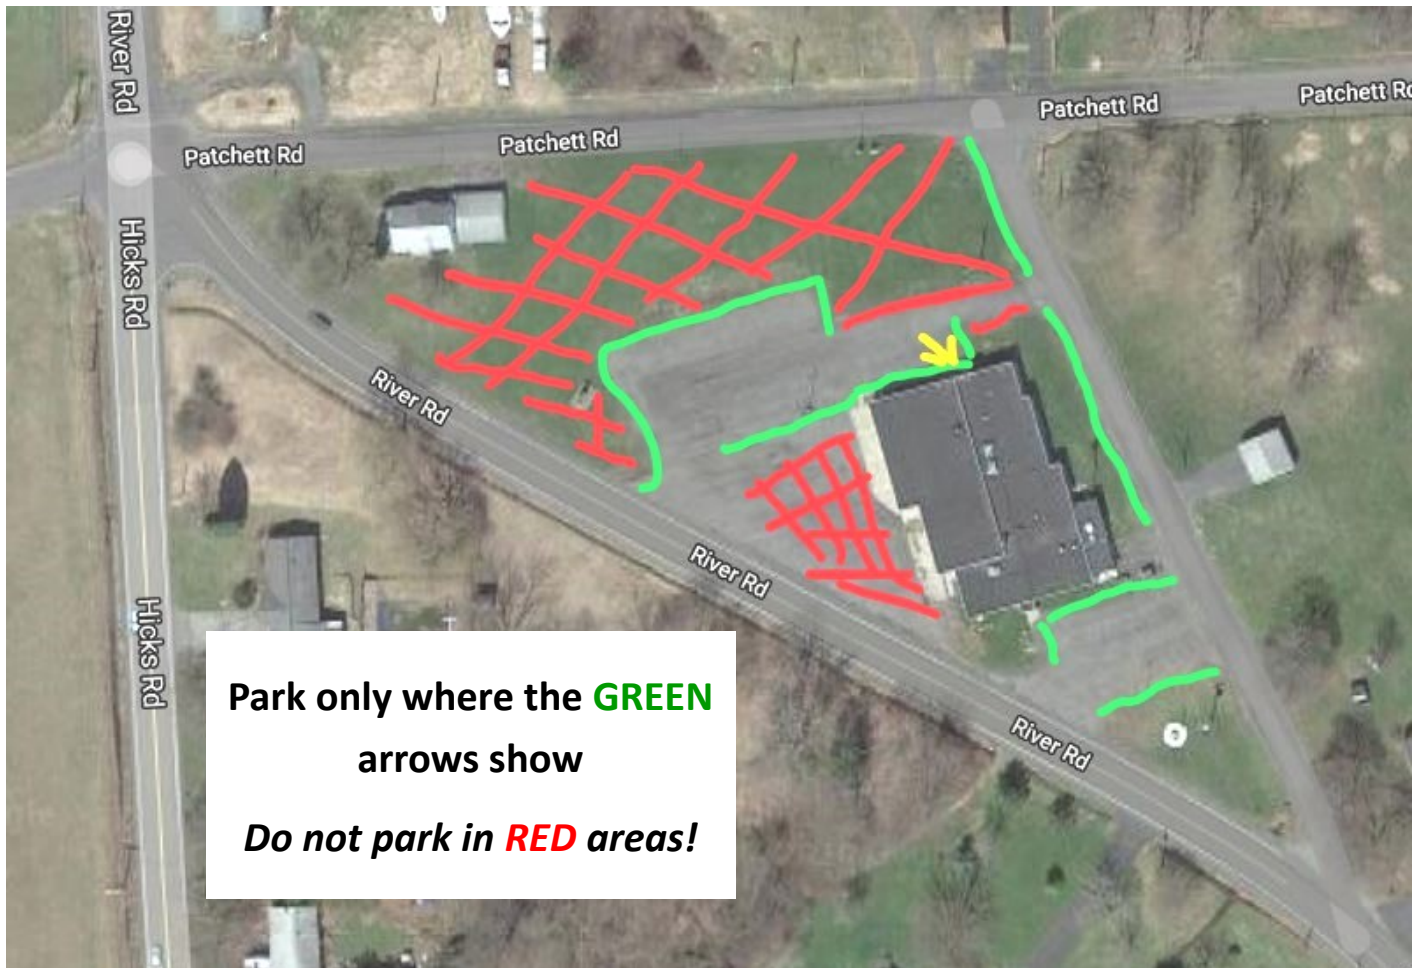 River Rd
Patchett Rd
Patchett Rd
Patchett Rd
Patchett Rd
Hicks Rd
River Rd
River Rd
Hicks Rd
River Rd
Park only where the GREEN
arrows show
Do not park in RED areas!